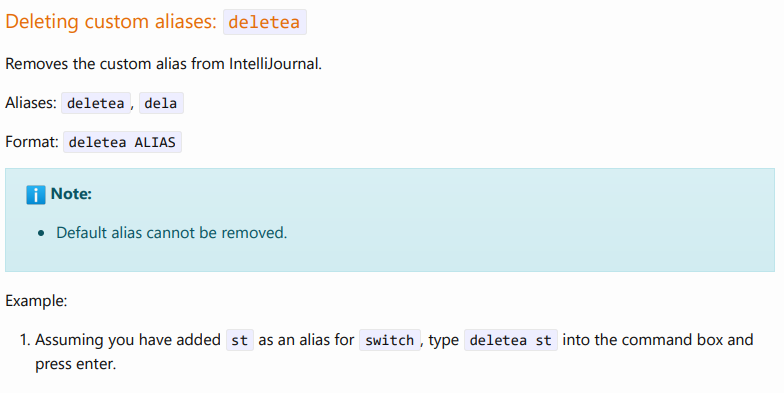 Deleting custom aliases: deletea
Removes the custom alias from IntelliJournal.
Aliases: deletea, dela
Format: deletea ALIAS
ℹ️ Note:
• Default alias cannot be removed.
Example:
1. Assuming you have added st as an alias for switch, type deletea st into the command box and
press enter.